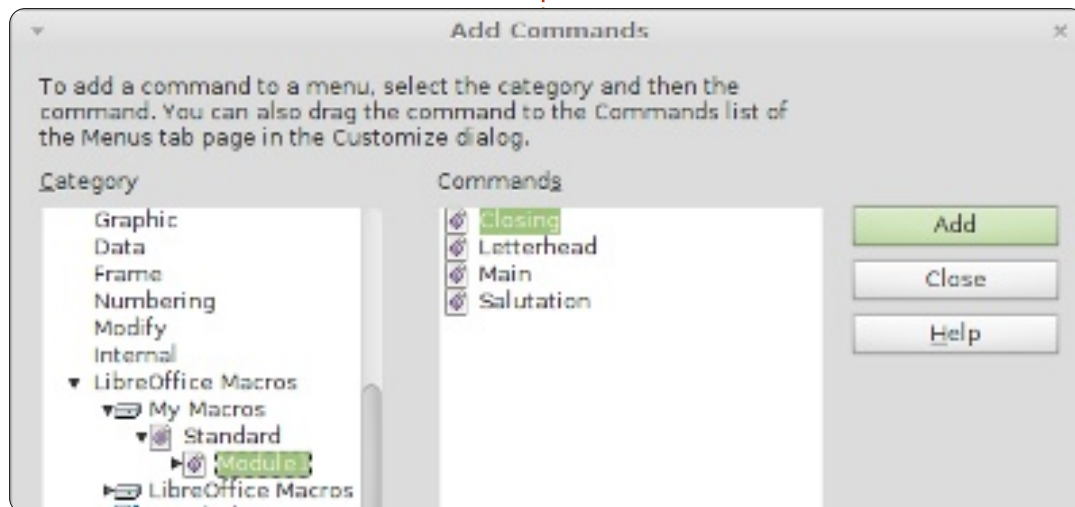 Add Commands
To add a command to a menu, select the category and then the
command. You can also drag the command to the Commands list of
the Menus tab page in the Customize dialog.
Category
Commands
Graphic
Data
Frame
Numbering
Modify
Internal
LibreOffice Macros
My Macros
Standard
Module1
LibreOffice Macros
Closing
Letterhead
Main
Salutation
Add
Close
Help